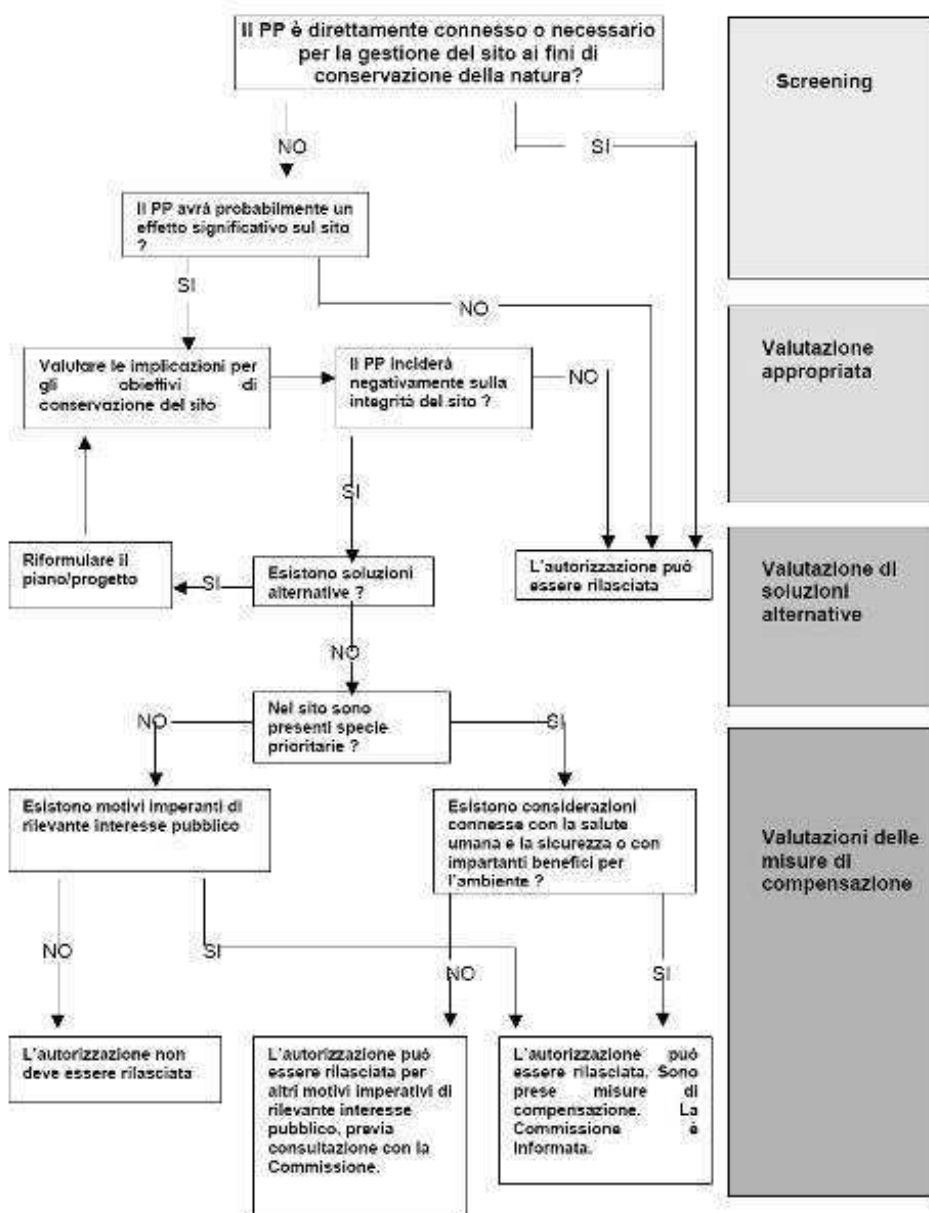 Il PP è direttamente connesso o necessario
per la gestione del sito ai fini di
conservazione della natura?
Screening
NO
SI
Il PP avrà probabilmente un
effetto significativo sul sito
?
SI
NO
Valutare le implicazioni per
gli obiettivi di
conservazione del sito
Il PP inciderà
negativamente sulla
integrità del sito ?
NO
Valutazione
appropriata
SI
Riformulare il
piano/progetto
SI
Esistono soluzioni
alternative ?
L'autorizzazione può
essere rilasciata
Valutazione di
soluzioni
alternative
NO
Nel sito sono
presenti specie
prioritarie ?
NO
SI
Esistono motivi imperanti di
rilevante interesse pubblico
Esistono considerazioni
connesse con la salute
umana e la sicurezza o con
impartanti benefici per
l'ambiente ?
Valutazioni delle
misure di
compensazione
NO
SI
NO
SI
L'autorizzazione non
deve essere rilasciata
L'autorizzazione può
essere rilasciata per
altri motivi imperativi di
rilevante interesse
pubblico, previa
consultazione con la
Commissione.
L'autorizzazione può
essere rilasciata. Sono
prese misure di
compensazione. La
Commissione è
Informata.